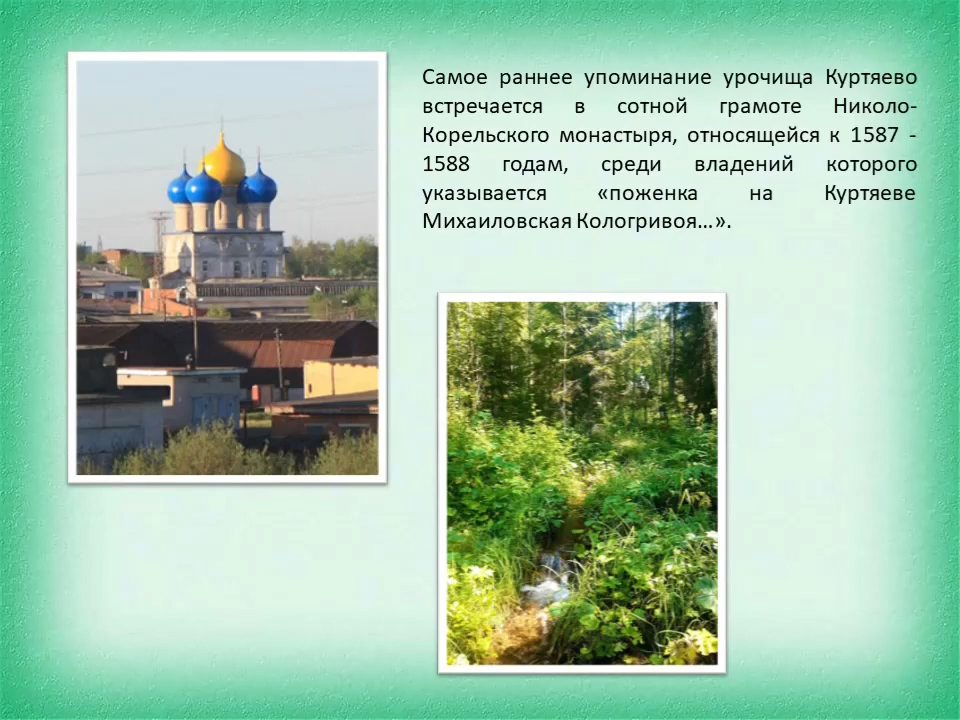 Самое раннее упоминание урочища Куртяево
встречается в сотной грамоте Николо-
Корельского монастыря, относящейся к 1587 -
1588 годам, среди владений которого
указывается «поженка на Куртяеве
Михаиловская Кологривоя…».